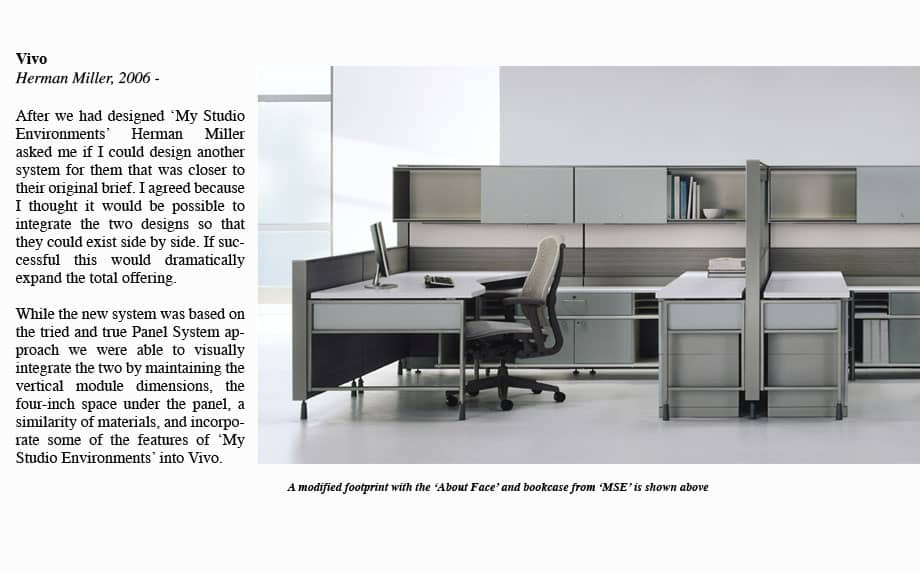 Vivo
Herman Miller, 2006 -
After we had designed ‘My Studio
Environments’ Herman Miller
asked me if I could design another
system for them that was closer to
their original brief. I agreed because
I thought it would be possible to
integrate the two designs so that
they could exist side by side. If suc-
cessful this would dramatically
expand the total offering.
While the new system was based on
the tried and true Panel System ap-
proach we were able to visually
integrate the two by maintaining the
vertical module dimensions, the
four-inch space under the panel, a
similarity of materials, and incorpo-
rate some of the features of ‘My
Studio Environments’ into Vivo.
A modified footprint with the ‘About Face’ and bookcase from ‘MSE’ is shown above